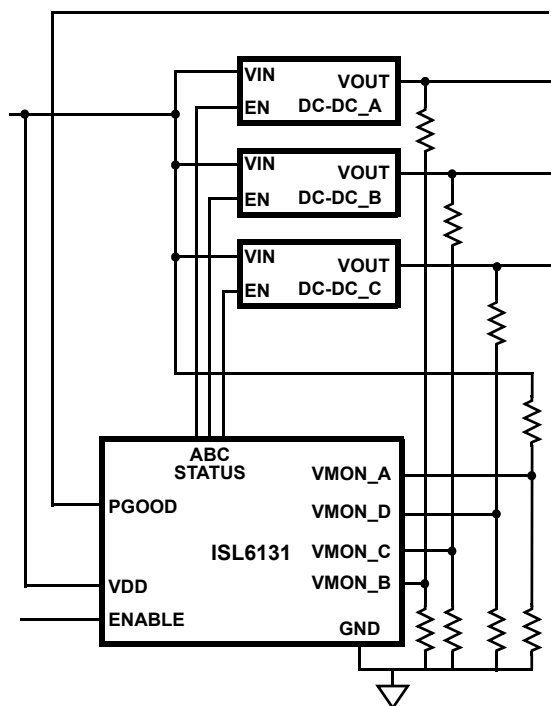 VIN
VOUT
EN
DC-DC_A
VIN
VOUT
EN
DC-DC_B
VIN
VOUT
EN
DC-DC_C
ABC
STATUS
VMON_A
PGOOD
VMON_D
ISL6131
VMON_C
VDD
VMON_B
ENABLE
GND